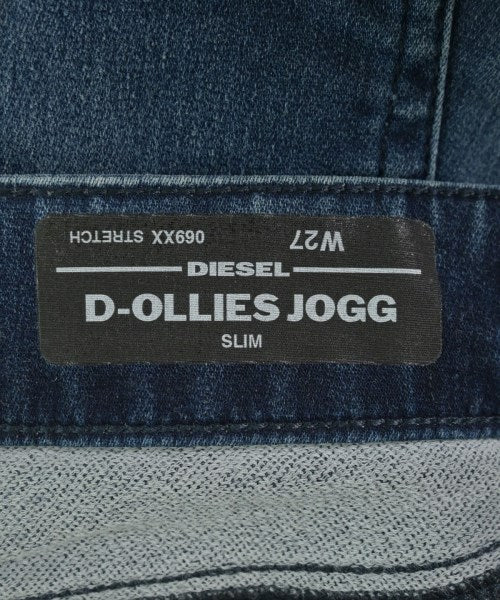 069XX STRETCH W27
DIESEL
D-OLLIES JOGG
SLIM